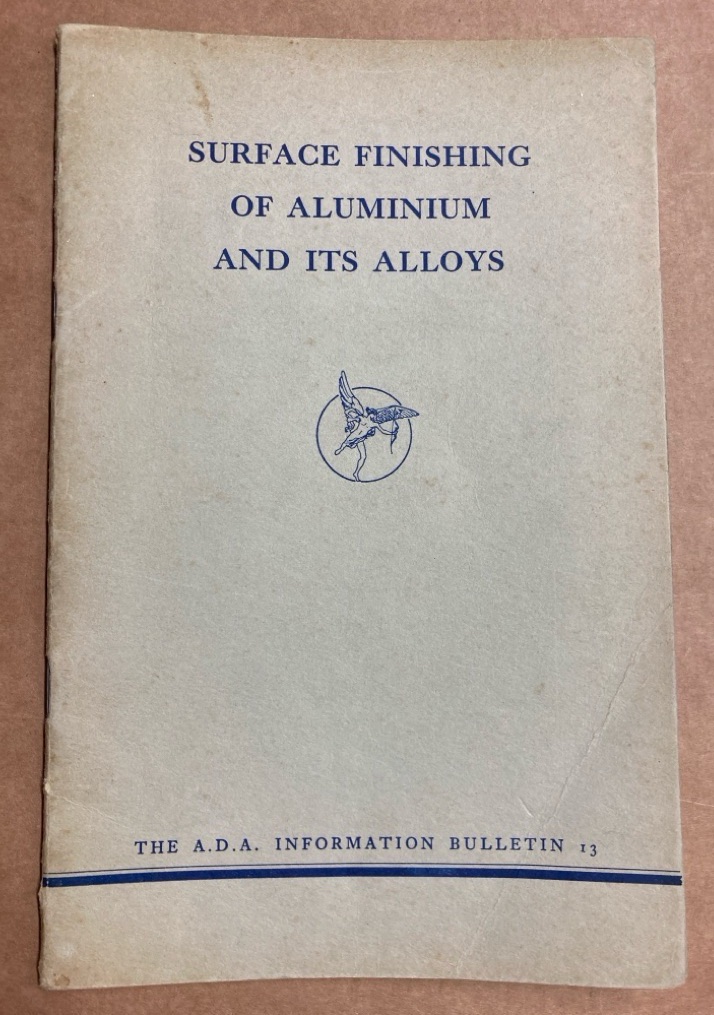 SURFACE FINISHING
OF ALUMINIUM
AND ITS ALLOYS
THE A.D.A. INFORMATION BULLETIN 13